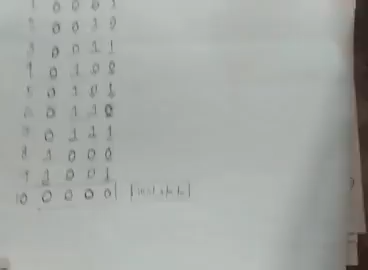 1 0 0 0 1
2 0 0 1 0
3 0 0 1 1
4 0 1 0 0
5 0 1 0 1
6 0 1 1 0
7 0 1 1 1
8 1 0 0 0
9 1 0 0 1
10 0 0 0 0